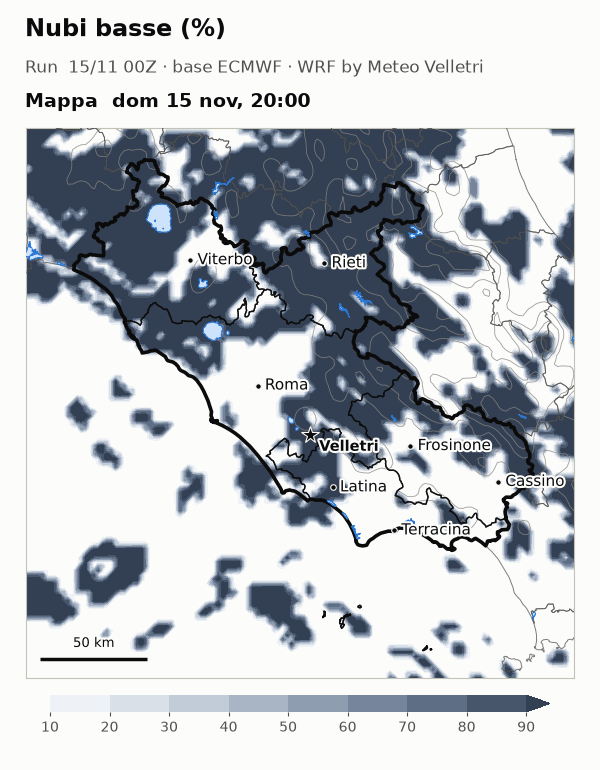 Nubi basse (%)
Run 15/11 00Z · base ECMWF · WRF by Meteo Velletri
Mappa dom 15 nov, 20:00
Viterbo
Rieti
Roma
Velletri
Frosinone
Latina
Cassino
Terracina
50 km
10 20 30 40 50 60 70 80 90